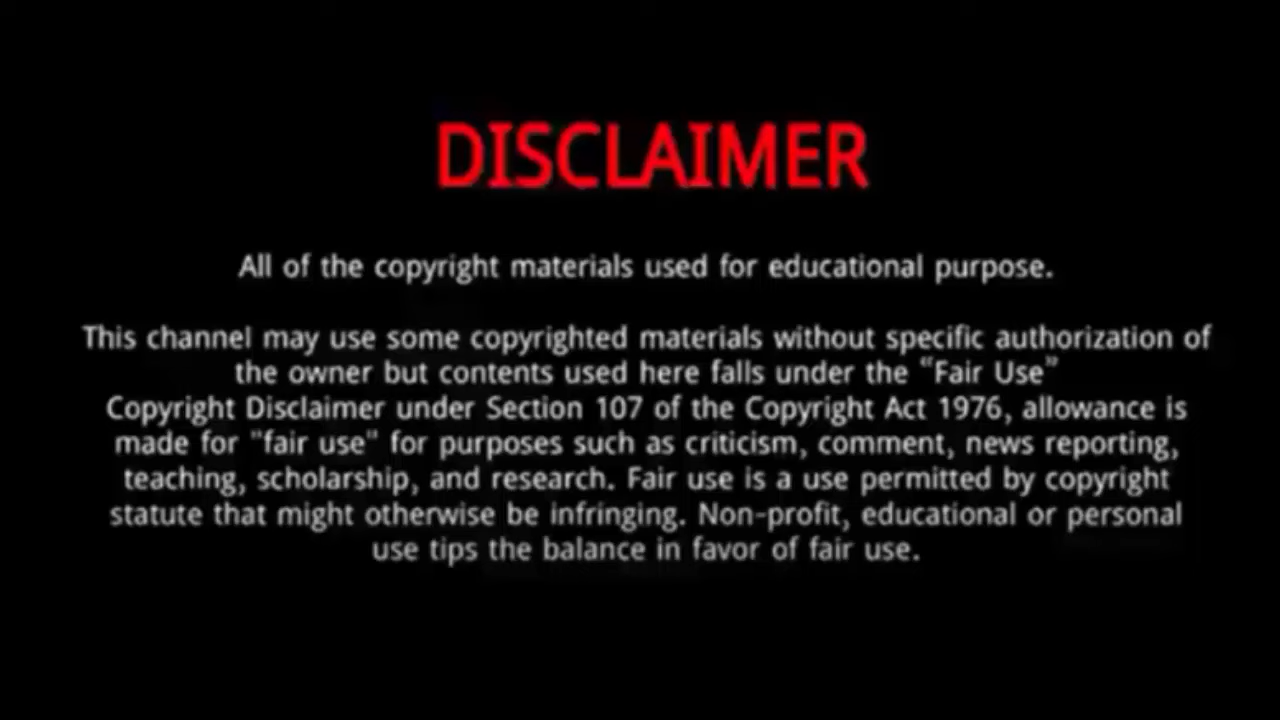 DISCLAIMER
All of the copyright materials used for educational purpose.
This channel may use some copyrighted materials without specific authorization of
the owner but contents used here falls under the “Fair Use”
Copyright Disclaimer under Section 107 of the Copyright Act 1976, allowance is
made for "fair use" for purposes such as criticism, comment, news reporting,
teaching, scholarship, and research. Fair use is a use permitted by copyright
statute that might otherwise be infringing. Non-profit, educational or personal
use tips the balance in favor of fair use.